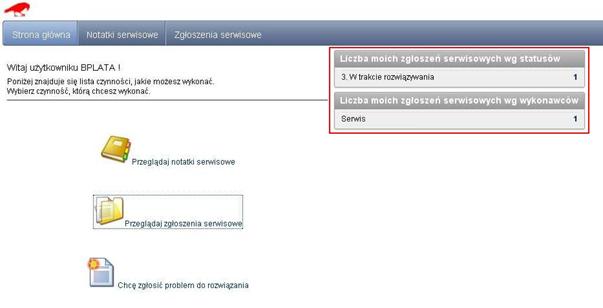 Strona główna
Notatki serwisowe
Zgłoszenia serwisowe
Witaj użytkowniku BPLATA !
Poniżej znajduje się lista czynności, jakie możesz wykonać.
Wybierz czynność, którą chcesz wykonać.
Liczba moich zgłoszeń serwisowych wg statusów
3. W trakcie rozwiązywania 1
Liczba moich zgłoszeń serwisowych wg wykonawców
Serwis 1
Przeglądaj notatki serwisowe
Przeglądaj zgłoszenia serwisowe
Chcę zgłosić problem do rozwiązania